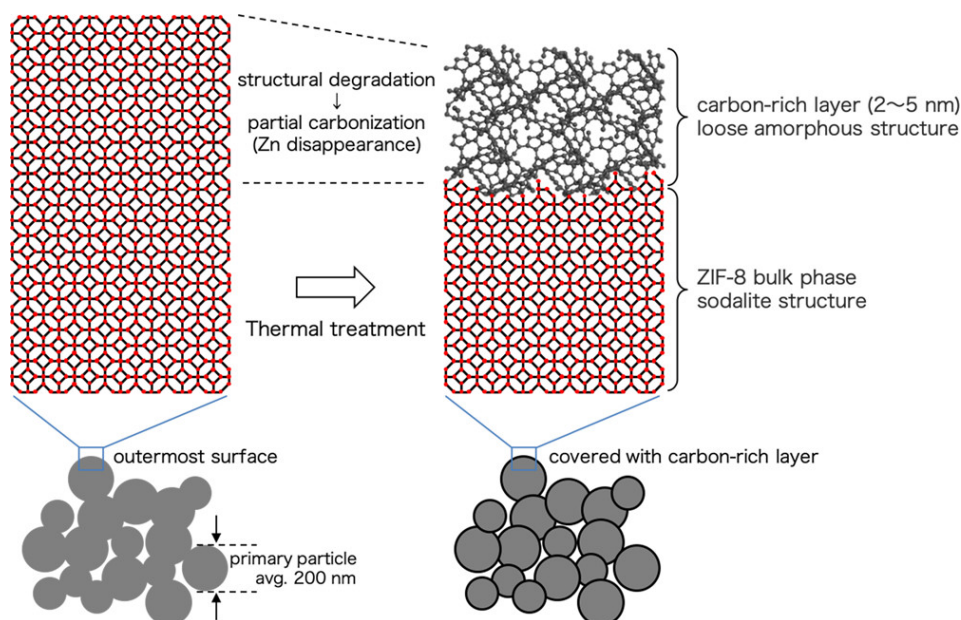 structural degradation
↓
partial carbonization
(Zn disappearance)
carbon-rich layer (2～5 nm)
loose amorphous structure
Thermal treatment
ZIF-8 bulk phase
sodalite structure
outermost surface
primary particle
avg. 200 nm
covered with carbon-rich layer